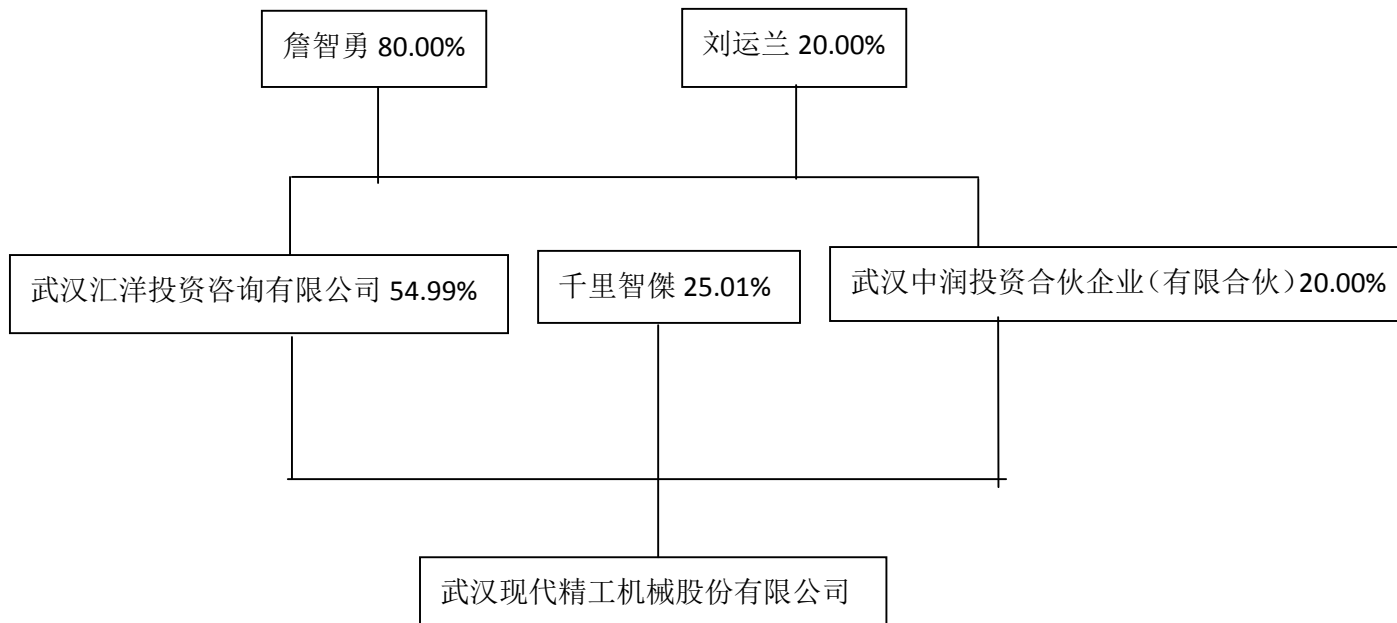 詹智勇 80.00%
刘运兰 20.00%
武汉汇洋投资咨询有限公司 54.99%
千里智傑 25.01%
武汉中润投资合伙企业（有限合伙）20.00%
武汉现代精工机械股份有限公司